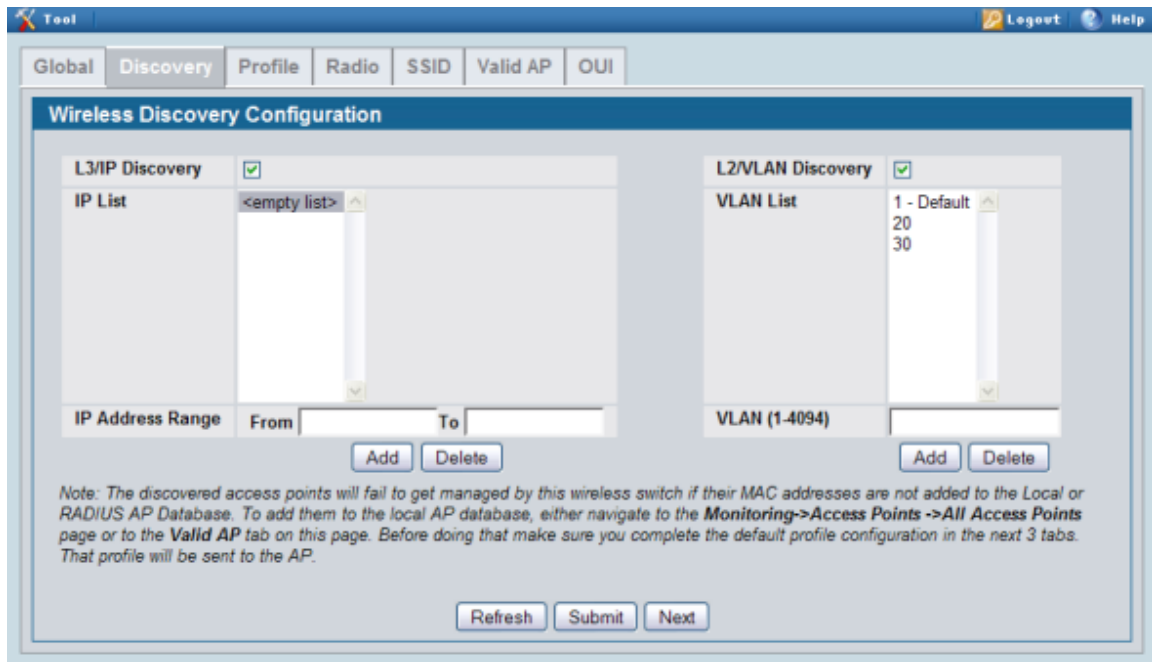 Tool
Logout Help
Global Discovery Profile Radio SSID Valid AP OUI
Wireless Discovery Configuration
L3/IP Discovery
L2/VLAN Discovery
IP List
<empty list>
VLAN List
1 - Default
20
30
IP Address Range From To
VLAN (1-4094)
Add Delete
Add Delete
Note: The discovered access points will fail to get managed by this wireless switch if their MAC addresses are not added to the Local or
RADIUS AP Database. To add them to the local AP database, either navigate to the Monitoring->Access Points ->All Access Points
page or to the Valid AP tab on this page. Before doing that make sure you complete the default profile configuration in the next 3 tabs.
That profile will be sent to the AP.
Refresh Submit Next